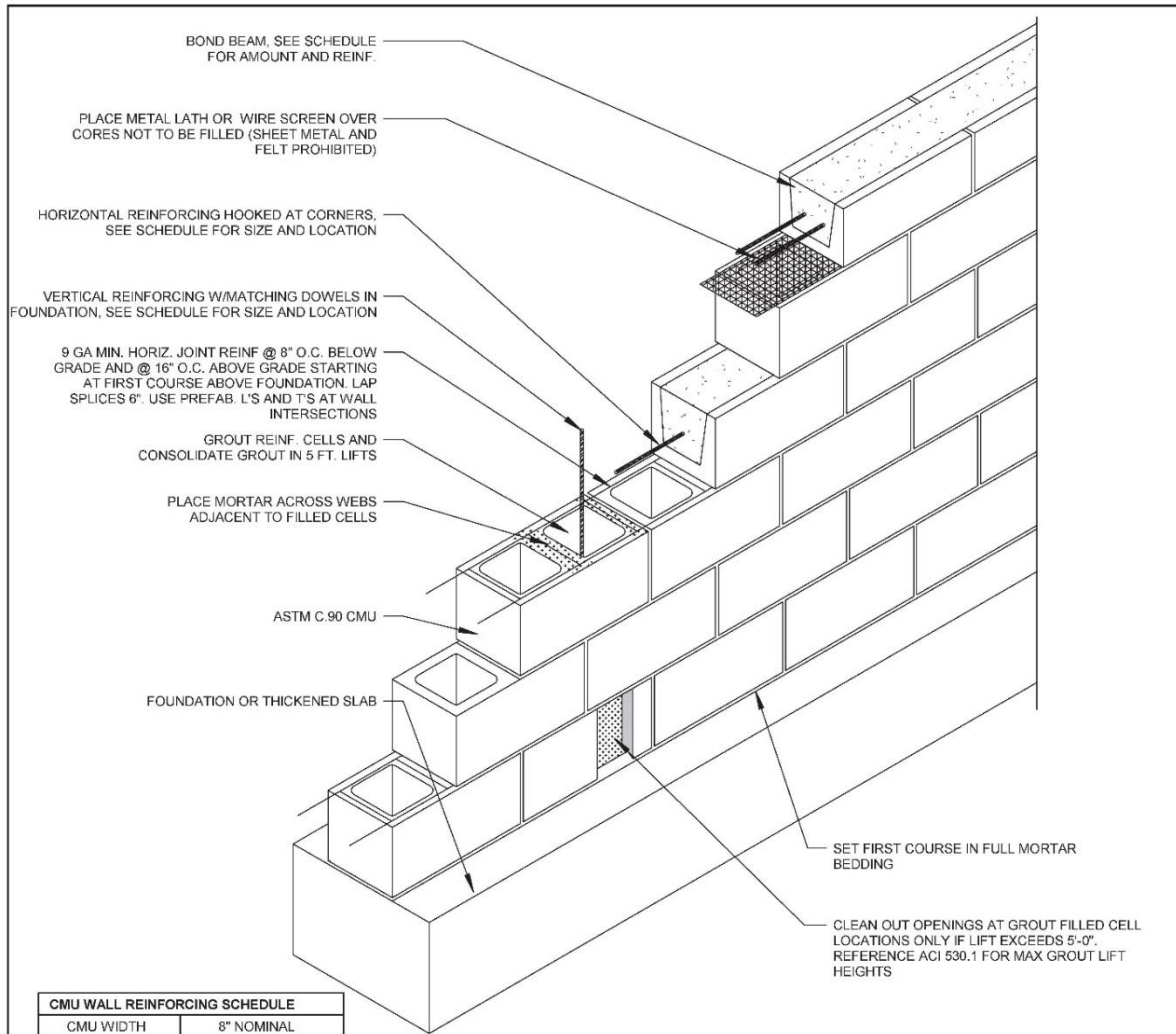 BOND BEAM, SEE SCHEDULE
FOR AMOUNT AND REINF.
PLACE METAL LATH OR WIRE SCREEN OVER
CORES NOT TO BE FILLED (SHEET METAL AND
FELT PROHIBITED)
HORIZONTAL REINFORCING HOOKED AT CORNERS,
SEE SCHEDULE FOR SIZE AND LOCATION
VERTICAL REINFORCING W/MATCHING DOWELS IN
FOUNDATION, SEE SCHEDULE FOR SIZE AND LOCATION
9 GA MIN. HORIZ. JOINT REINF @ 8" O.C. BELOW
GRADE AND @ 16" O.C. ABOVE GRADE STARTING
AT FIRST COURSE ABOVE FOUNDATION. LAP
SPLICES 6". USE PREFAB. L'S AND T'S AT WALL
INTERSECTIONS
GROUT REINF. CELLS AND
CONSOLIDATE GROUT IN 5 FT. LIFTS
PLACE MORTAR ACROSS WEBS
ADJACENT TO FILLED CELLS
ASTM C.90 CMU
FOUNDATION OR THICKENED SLAB
SET FIRST COURSE IN FULL MORTAR
BEDDING
CLEAN OUT OPENINGS AT GROUT FILLED CELL
LOCATIONS ONLY IF LIFT EXCEEDS 5'-0".
REFERENCE ACI 530.1 FOR MAX GROUT LIFT
HEIGHTS
CMU WALL REINFORCING SCHEDULE
CMU WIDTH 8" NOMINAL